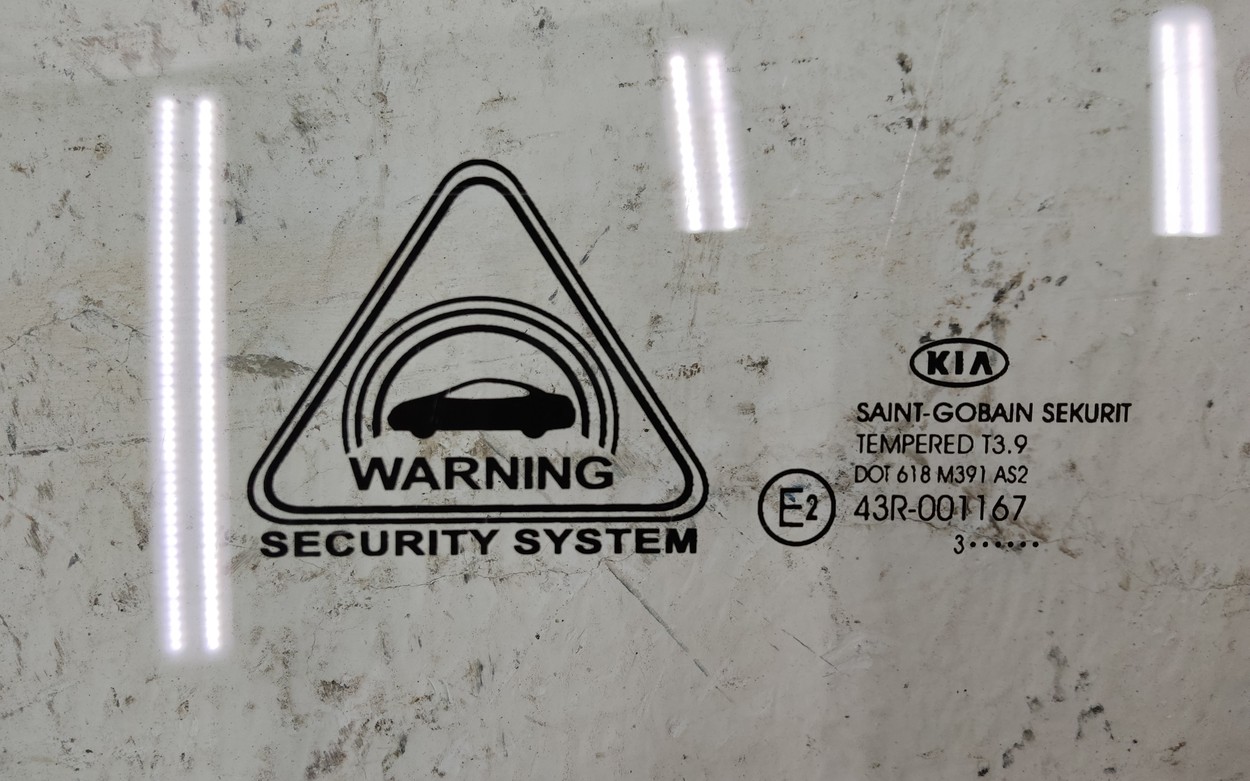 WARNING
SECURITY SYSTEM
KIA
SAINT-GOBAIN SEKURIT
TEMPERED T3.9
DOT 618 M391 AS2
E2
43R-001167
3••••••